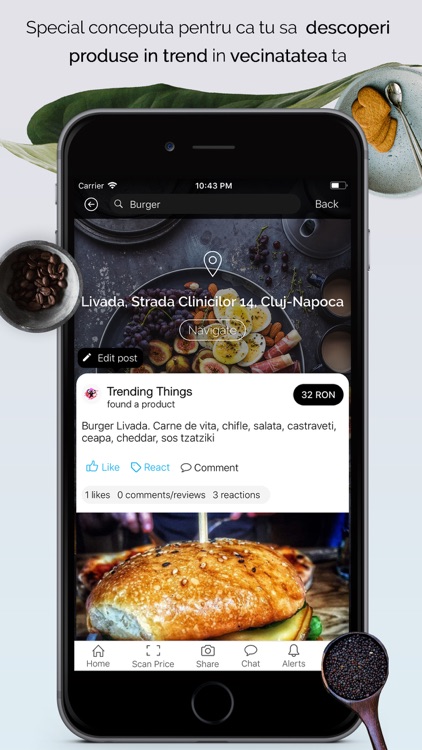 Special conceputa pentru ca tu sa descoperi
produse in trend in vecinatatea ta
Carrier 10:43 PM
Burger Back
Livada, Strada Clinicilor 14, Cluj-Napoca
Navigate
Edit post
Trending Things
found a product
32 RON
Burger Livada. Carne de vita, chifle, salata, castraveti,
ceapa, cheddar, sos tzatziki
Like React Comment
1 likes 0 comments/reviews 3 reactions
Home Scan Price Share Chat Alerts